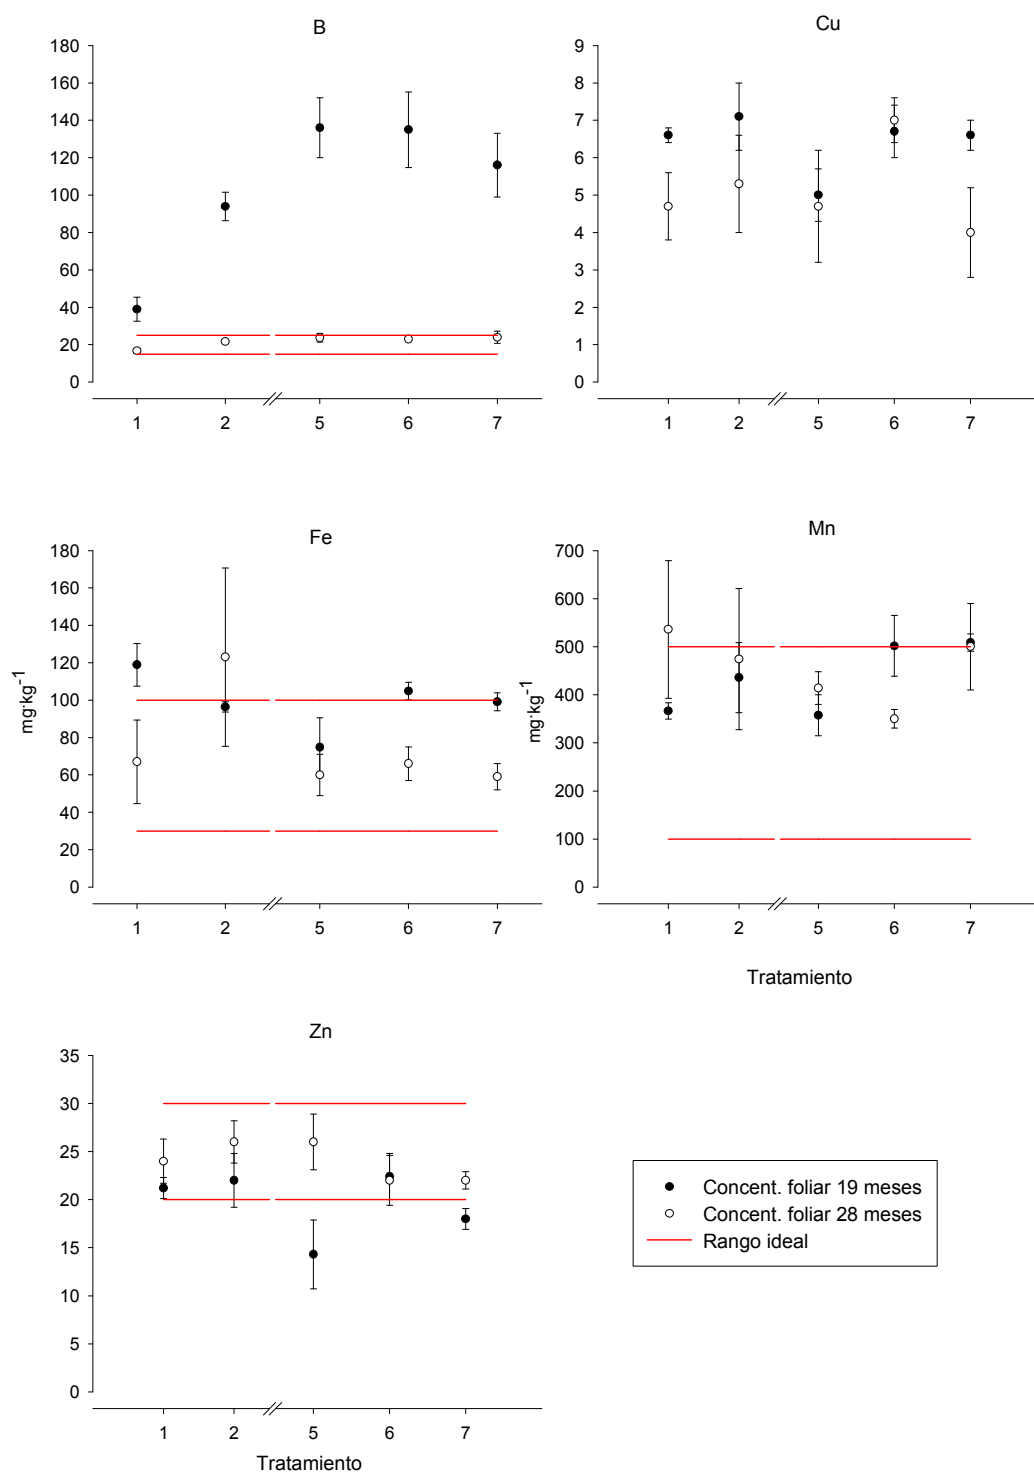 B
180
160
140
120
100
80
60
40
20
0
1 2 5 6 7
Cu
9
8
7
6
5
4
3
2
1
0
1 2 5 6 7
Fe
mg·kg-1
180
160
140
120
100
80
60
40
20
0
1 2 5 6 7
Mn
mg·kg-1
700
600
500
400
300
200
100
0
1 2 5 6 7
Tratamiento
Zn
35
30
25
20
15
10
5
0
1 2 5 6 7
Tratamiento
Concent. foliar 19 meses
Concent. foliar 28 meses
Rango ideal